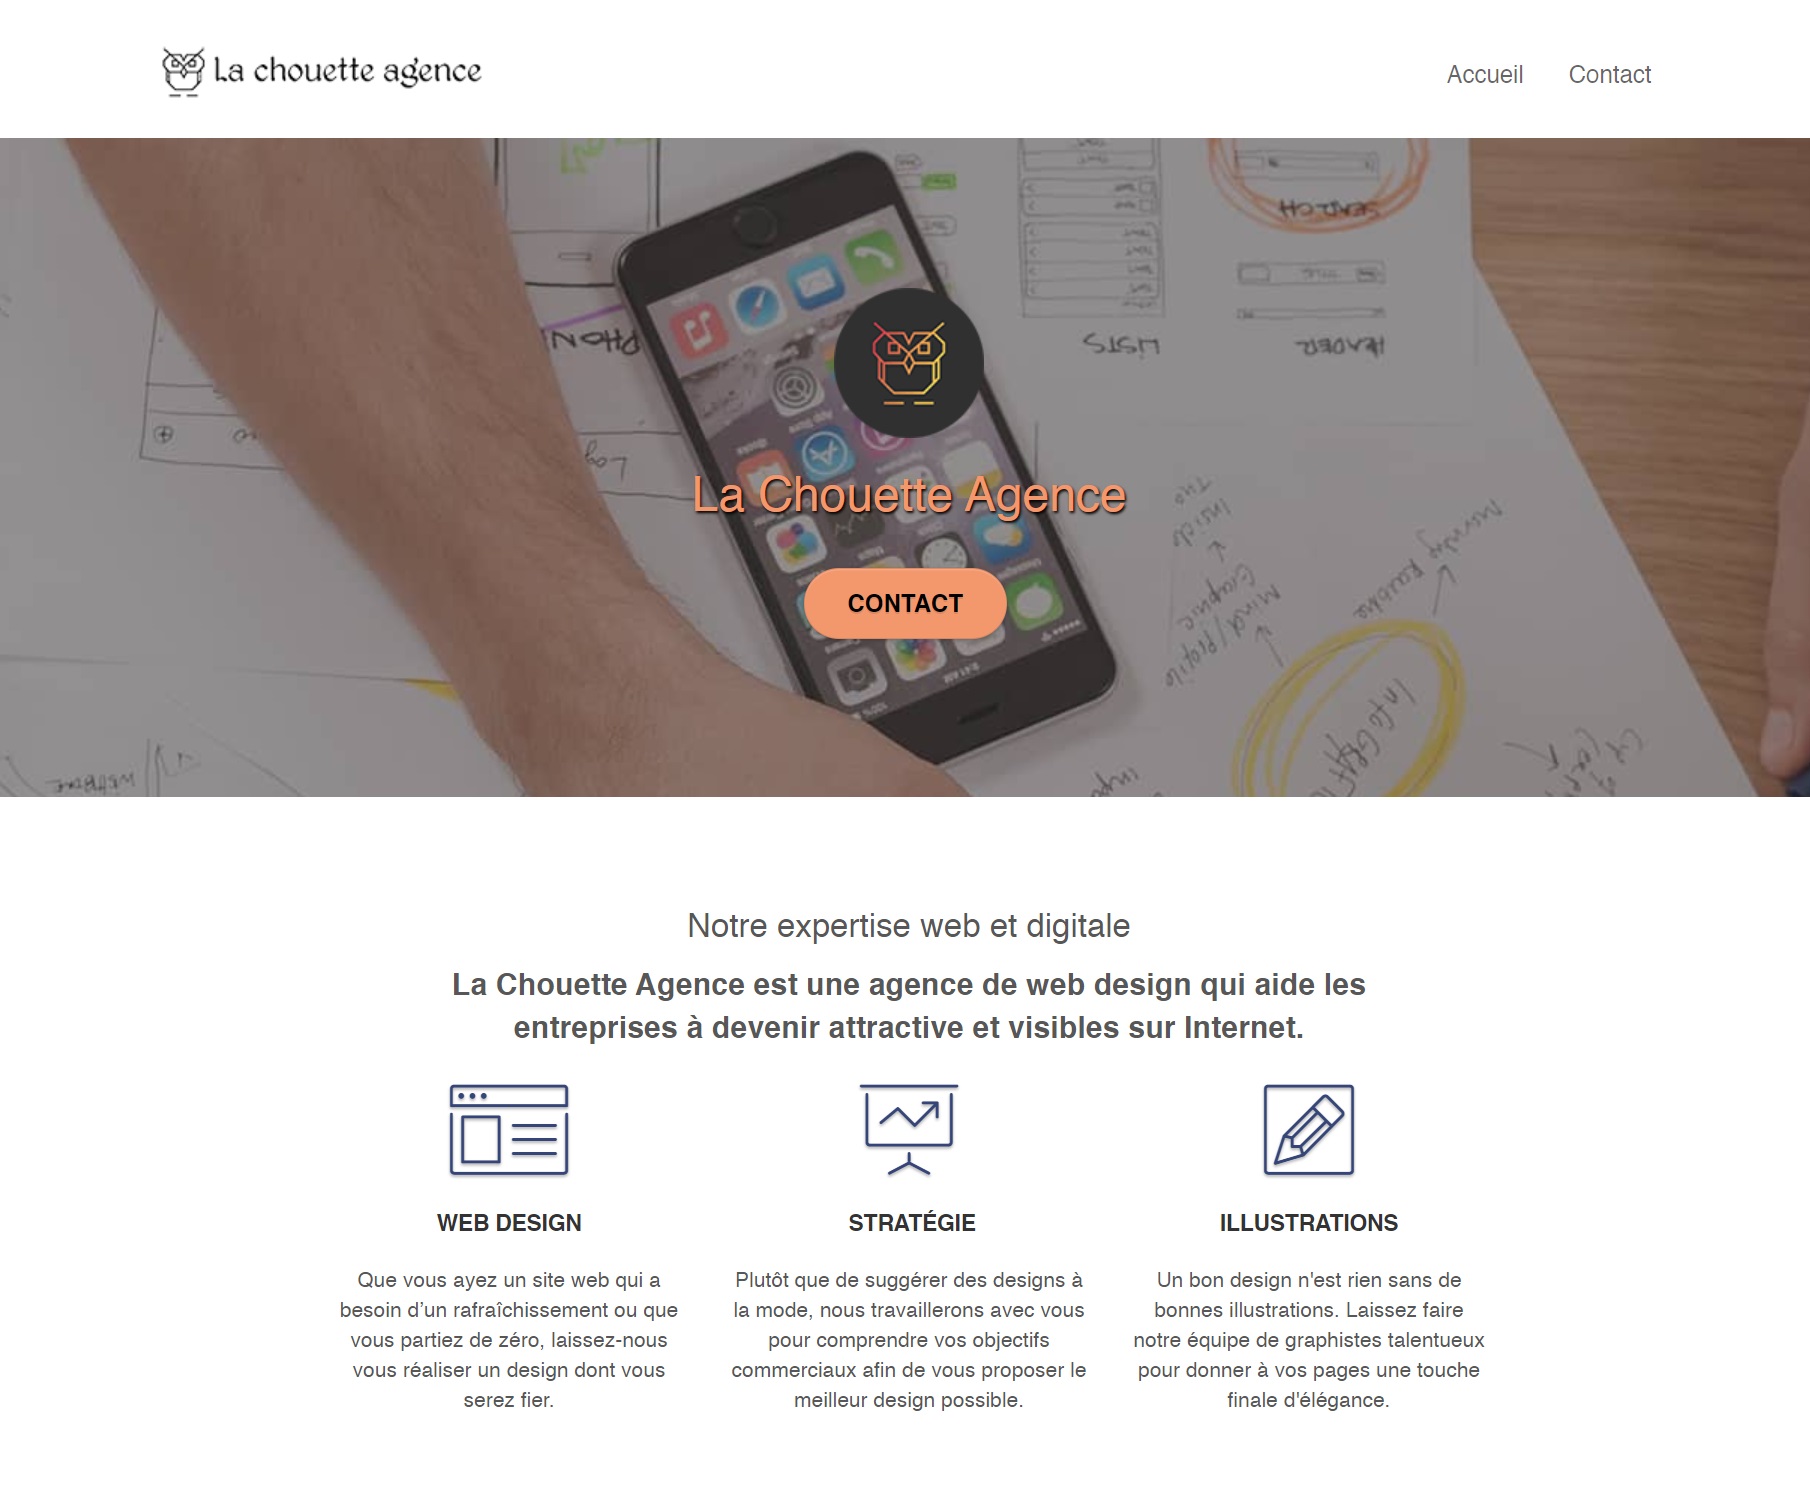 La chouette agence
Accueil
Contact
SEARCH
PHON
LISTS
HEADER
La Chouette Agence
CONTACT
Notre expertise web et digitale
La Chouette Agence est une agence de web design qui aide les
entreprises à devenir attractive et visibles sur Internet.
WEB DESIGN
Que vous ayez un site web qui a
besoin d’un rafraîchissement ou que
vous partiez de zéro, laissez-nous
vous réaliser un design dont vous
serez fier.
STRATÉGIE
Plutôt que de suggérer des designs à
la mode, nous travaillerons avec vous
pour comprendre vos objectifs
commerciaux afin de vous proposer le
meilleur design possible.
ILLUSTRATIONS
Un bon design n'est rien sans de
bonnes illustrations. Laissez faire
notre équipe de graphistes talentueux
pour donner à vos pages une touche
finale d'élégance.